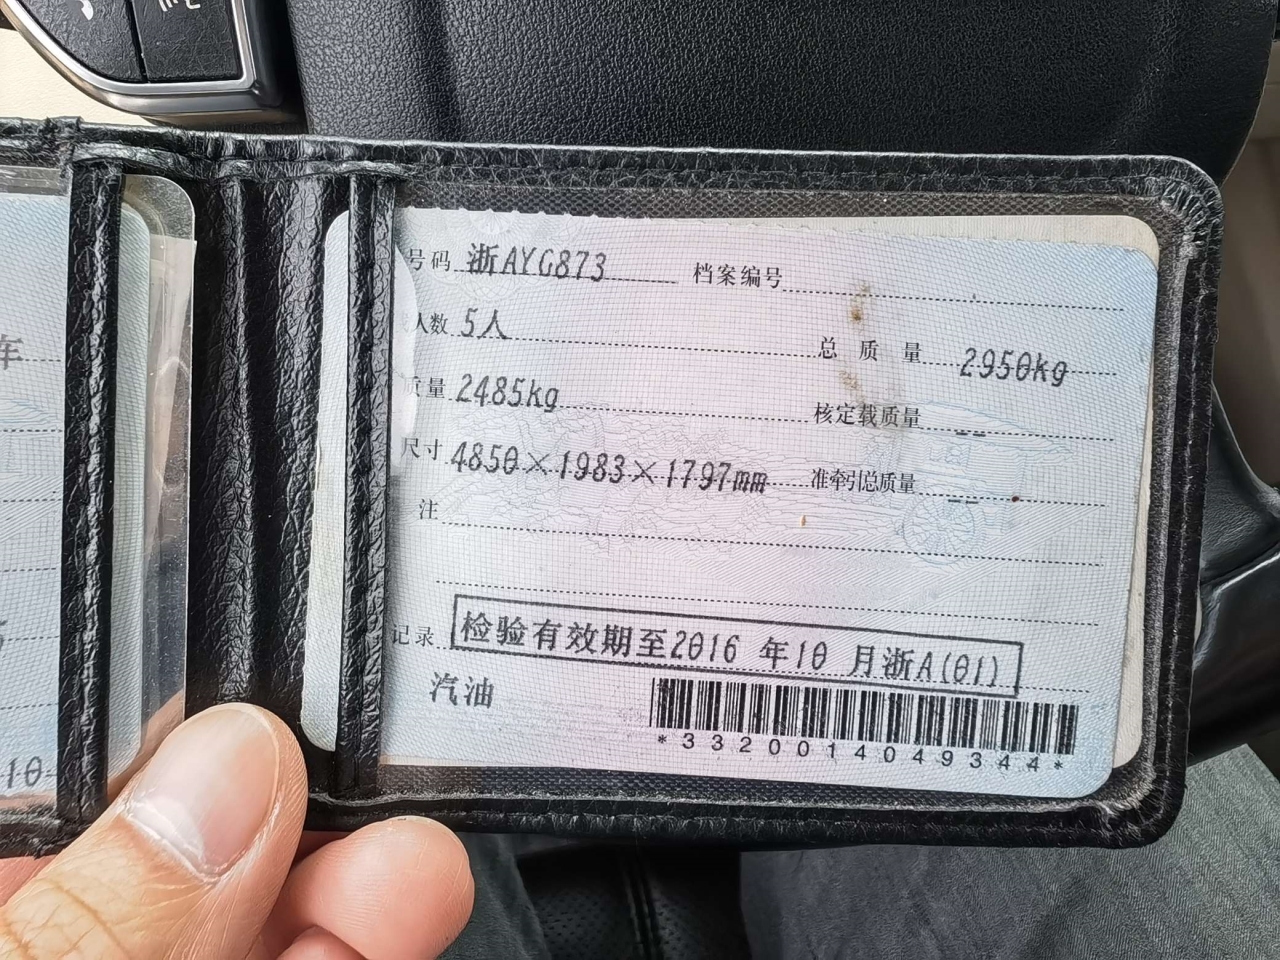 号码 浙AYG873 档案编号
人数 5人 总质量 2950kg
质量 2485kg 核定载质量 --
尺寸 4850×1983×1797mm 准牵引总质量 --
注
记录 检验有效期至2016 年10 月浙A(01)
汽油
*3320014049344*
车
10